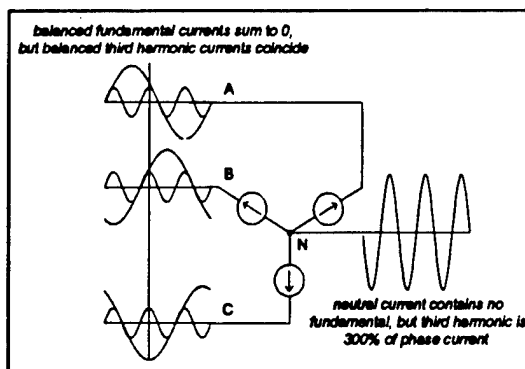 balanced fundamental currents sum to 0,
but balanced third harmonic currents coincide
A
B
N
C
neutral current contains no
fundamental, but third harmonic is
300% of phase current